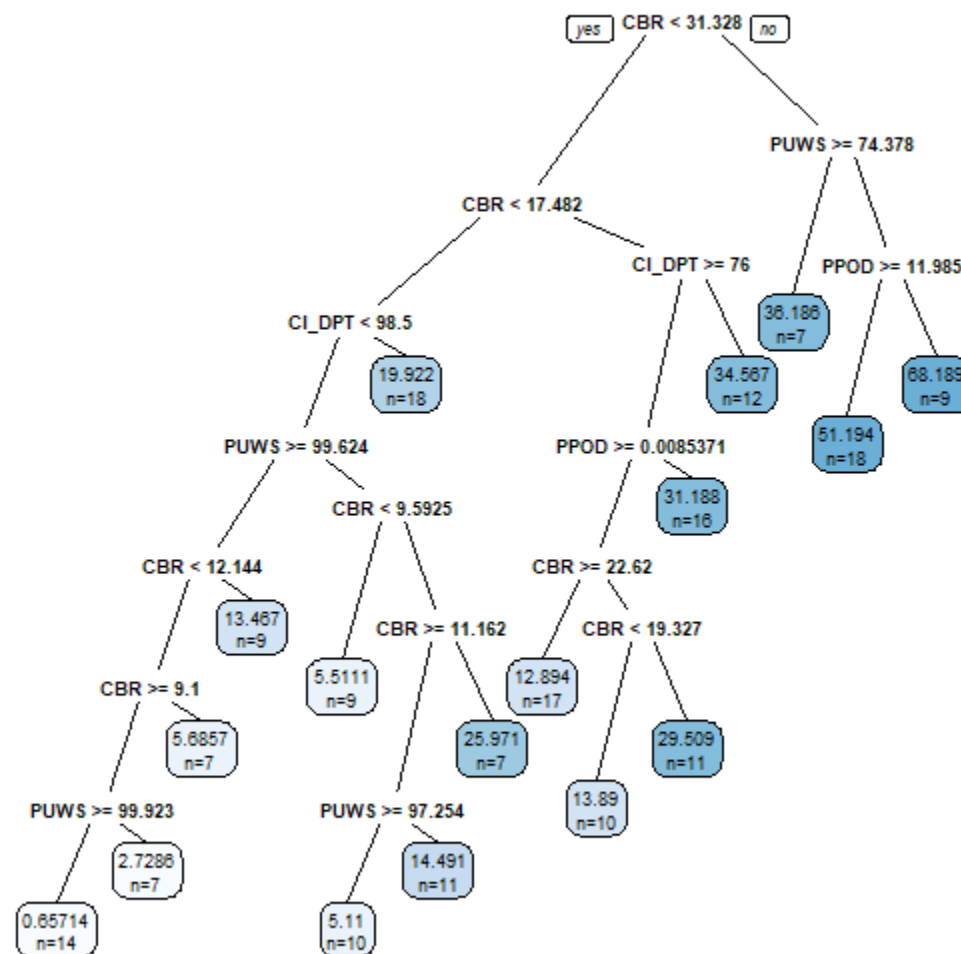 yes CBR < 31.328 no
PUWS >= 74.378
CBR < 17.482
CI_DPT >= 76
PPOD >= 11.985
CI_DPT < 98.5
36.186
n=7
19.922
n=18
34.567
n=12
68.189
n=9
51.194
n=18
PUWS >= 99.624
PPOD >= 0.0085371
CBR < 9.5925
31.188
n=16
CBR < 12.144
CBR >= 22.62
13.467
n=9
CBR >= 11.162
CBR < 19.327
5.5111
n=9
12.894
n=17
CBR >= 9.1
5.6857
n=7
25.971
n=7
29.509
n=11
13.89
n=10
PUWS >= 99.923
PUWS >= 97.254
2.7286
n=7
14.491
n=11
0.65714
n=14
5.11
n=10